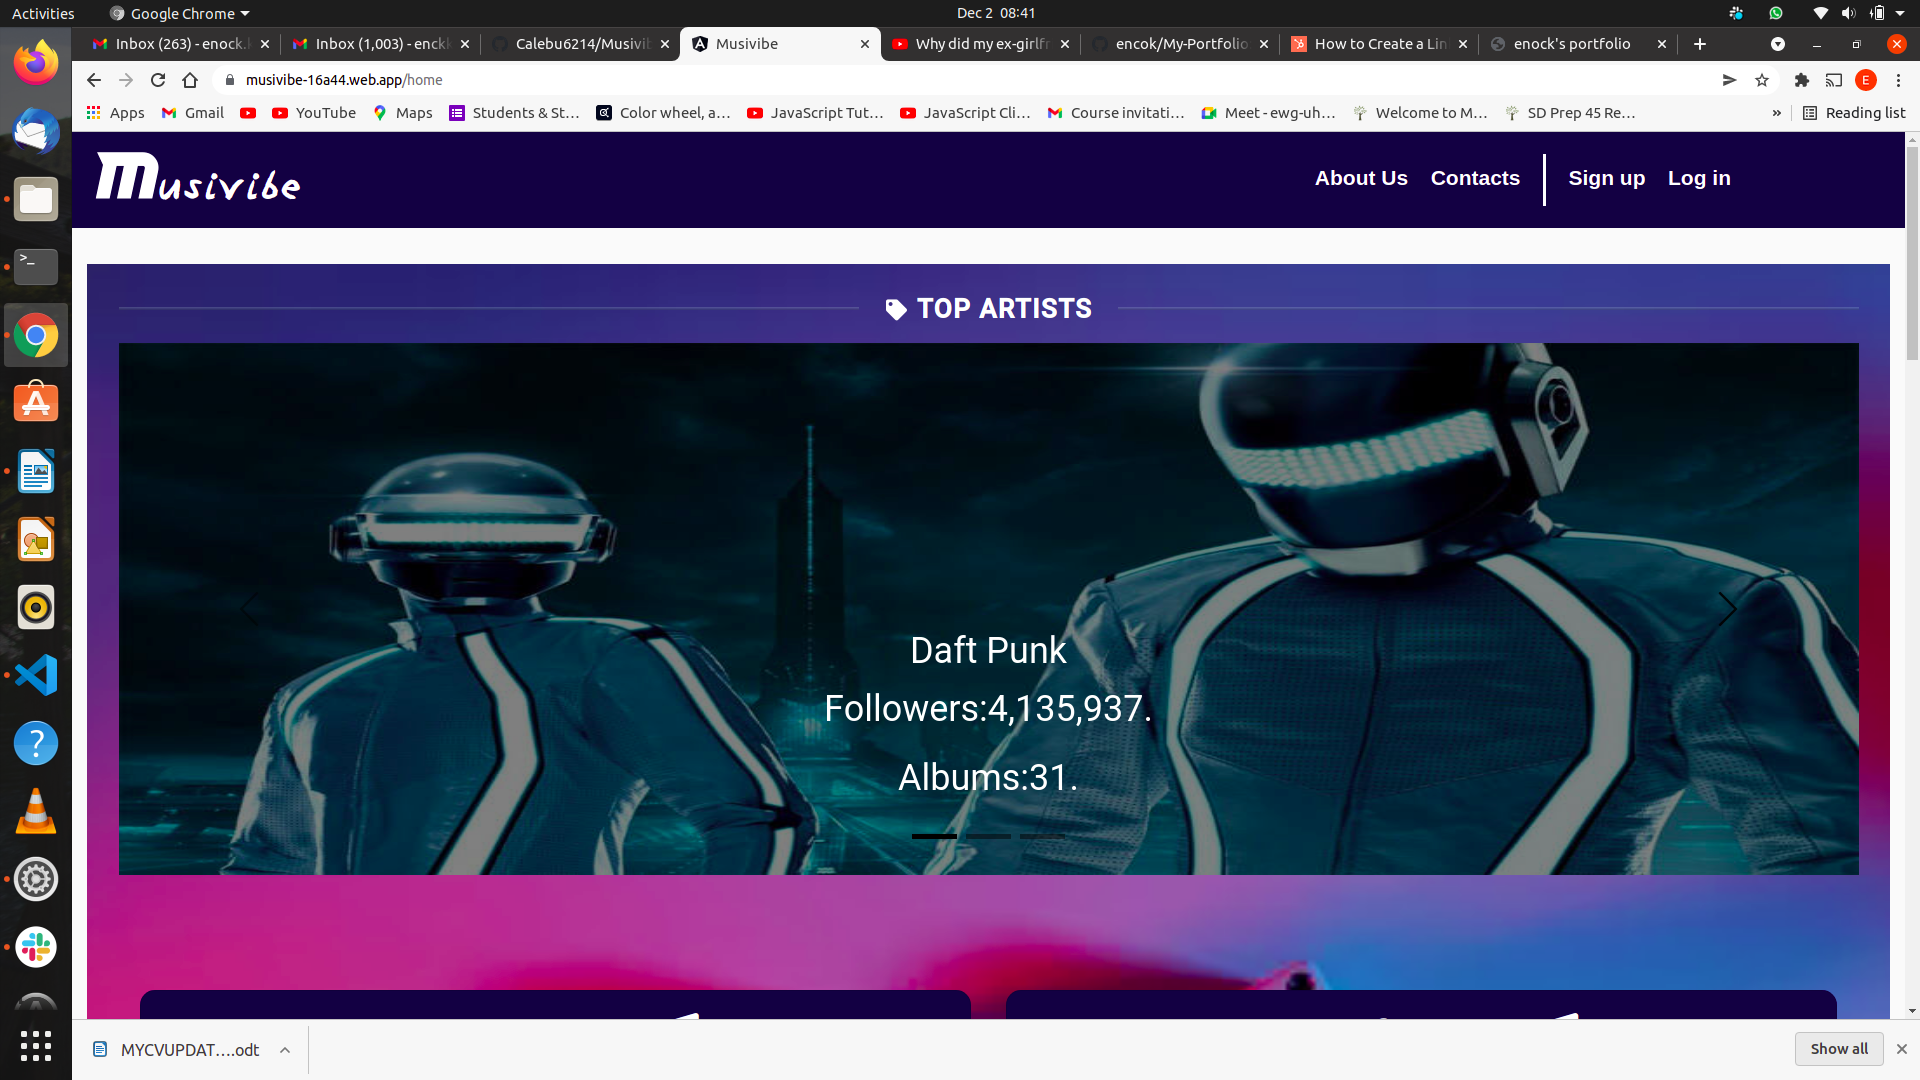 Activities
Google Chrome
Dec 2 08:41
Inbox (263) - enock.
Inbox (1,003) - enck
Calebu6214/Musivib
Musivibe
Why did my ex-girlfr
encok/My-Portfolio
How to Create a Lin
enock's portfolio
musivibe-16a44.web.app/home
E
Apps
Gmail
YouTube
Maps
Students & St...
Color wheel, a...
JavaScript Tut...
JavaScript Cli...
Course invitati...
Meet - ewg-uh...
Welcome to M...
SD Prep 45 Re...
»
Reading list
Musivibe
About Us
Contacts
Sign up
Log in
TOP ARTISTS
Daft Punk
Followers:4,135,937.
Albums:31.
MYCVUPDAT....odt
Show all